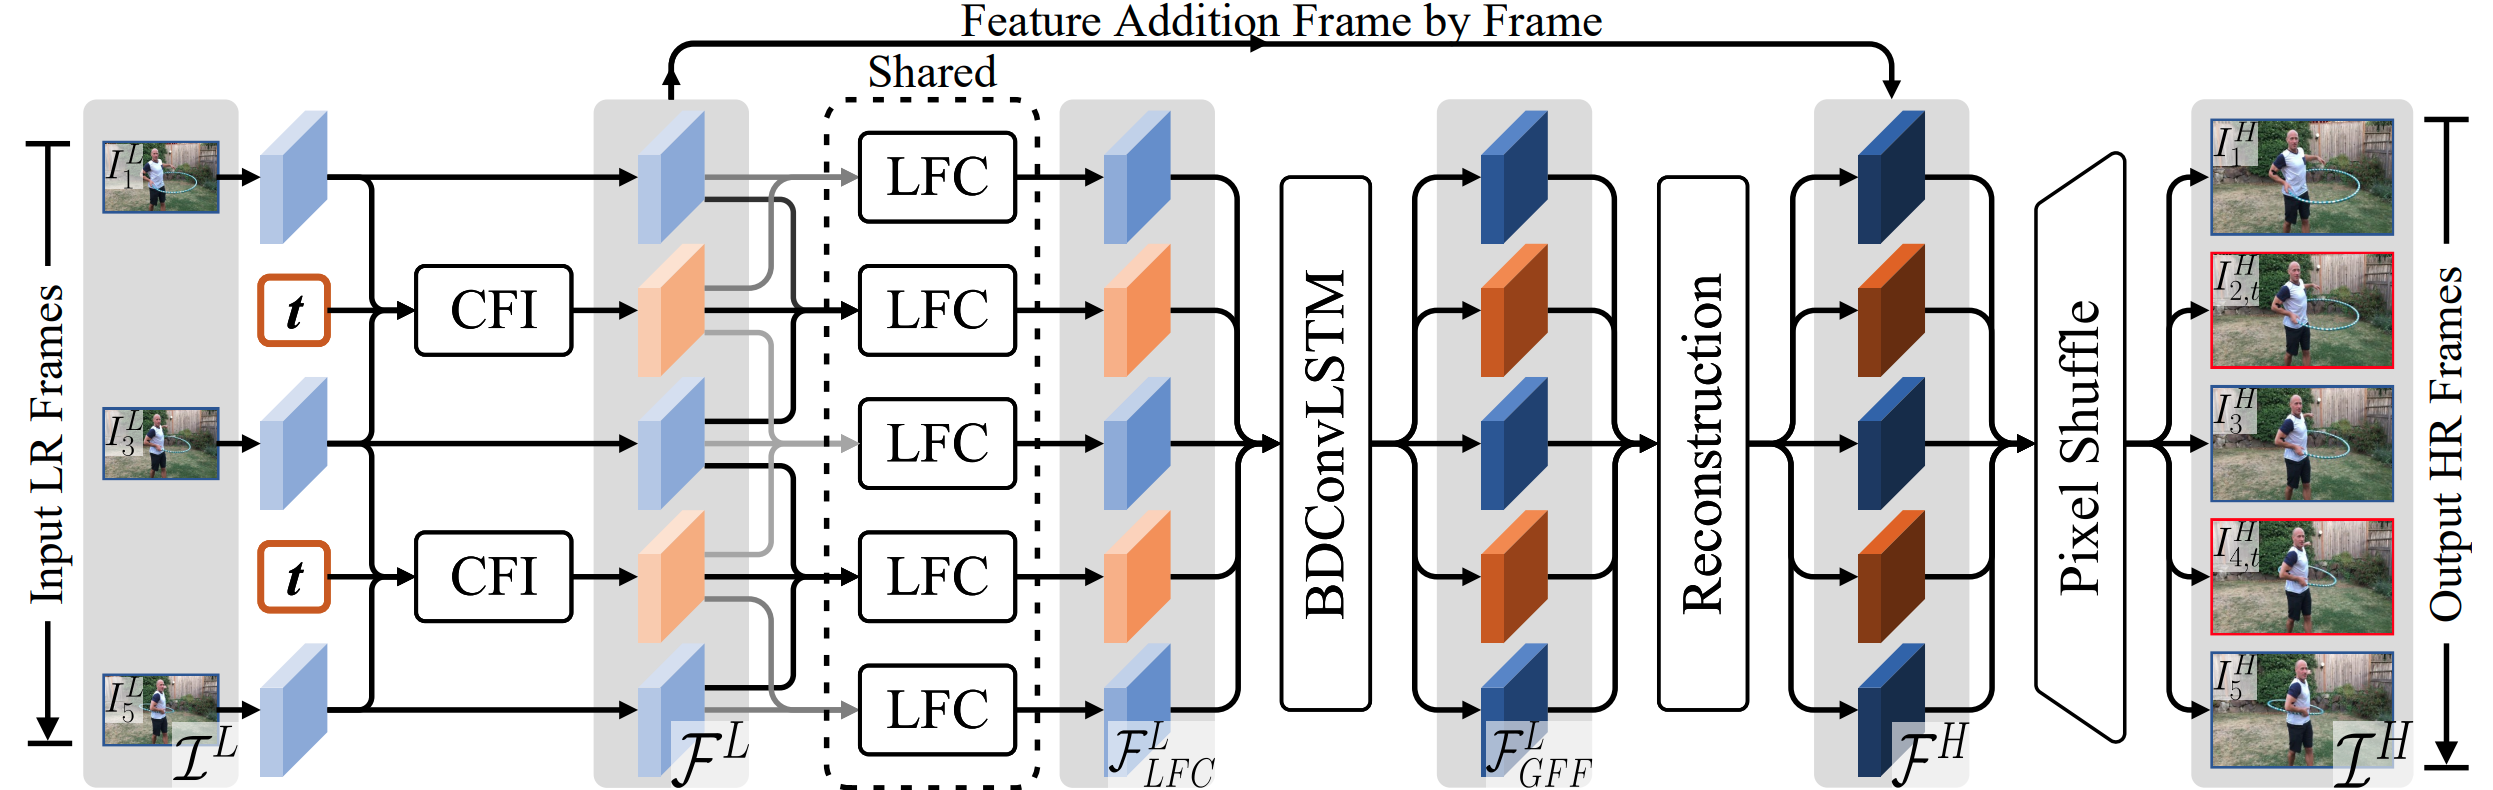 Feature Addition Frame by Frame
Shared
Input LR Frames
I_1^L
I_3^L
I_5^L
\mathcal{I}^L
t
t
CFI
CFI
\mathcal{F}^L
LFC
LFC
LFC
LFC
LFC
\mathcal{F}_{LFC}^L
BDConvLSTM
\mathcal{F}_{GFF}^L
Reconstruction
\mathcal{F}^H
Pixel Shuffle
I_1^H
I_{2,t}^H
I_3^H
I_{4,t}^H
I_5^H
\mathcal{I}^H
Output HR Frames